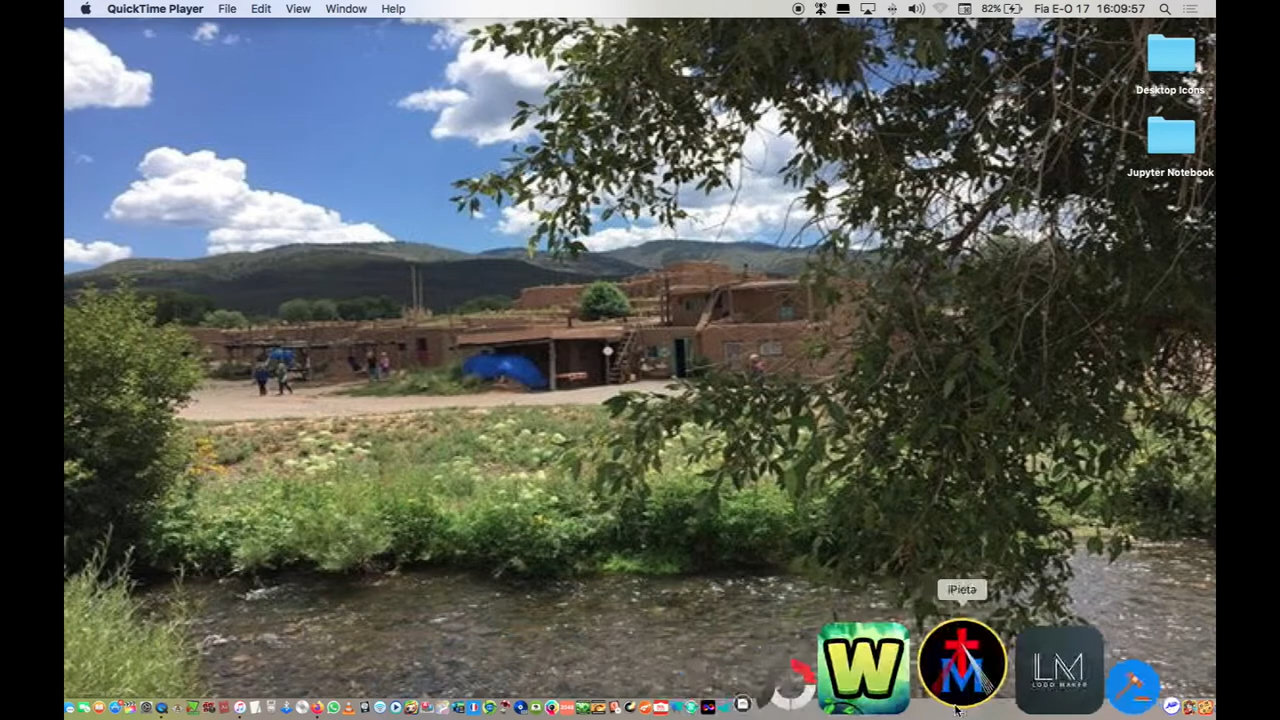 QuickTime Player File Edit View Window Help 82% Fia E-O 17 16:09:57
Desktop Icons
Jupyter Notebook
iPieta
W
M
LM
LOGO MAKER
2048